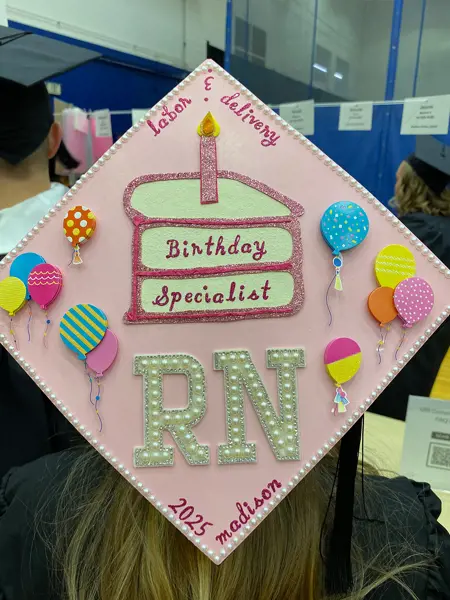 labor & delivery
Birthday
Specialist
RN
2025 madison